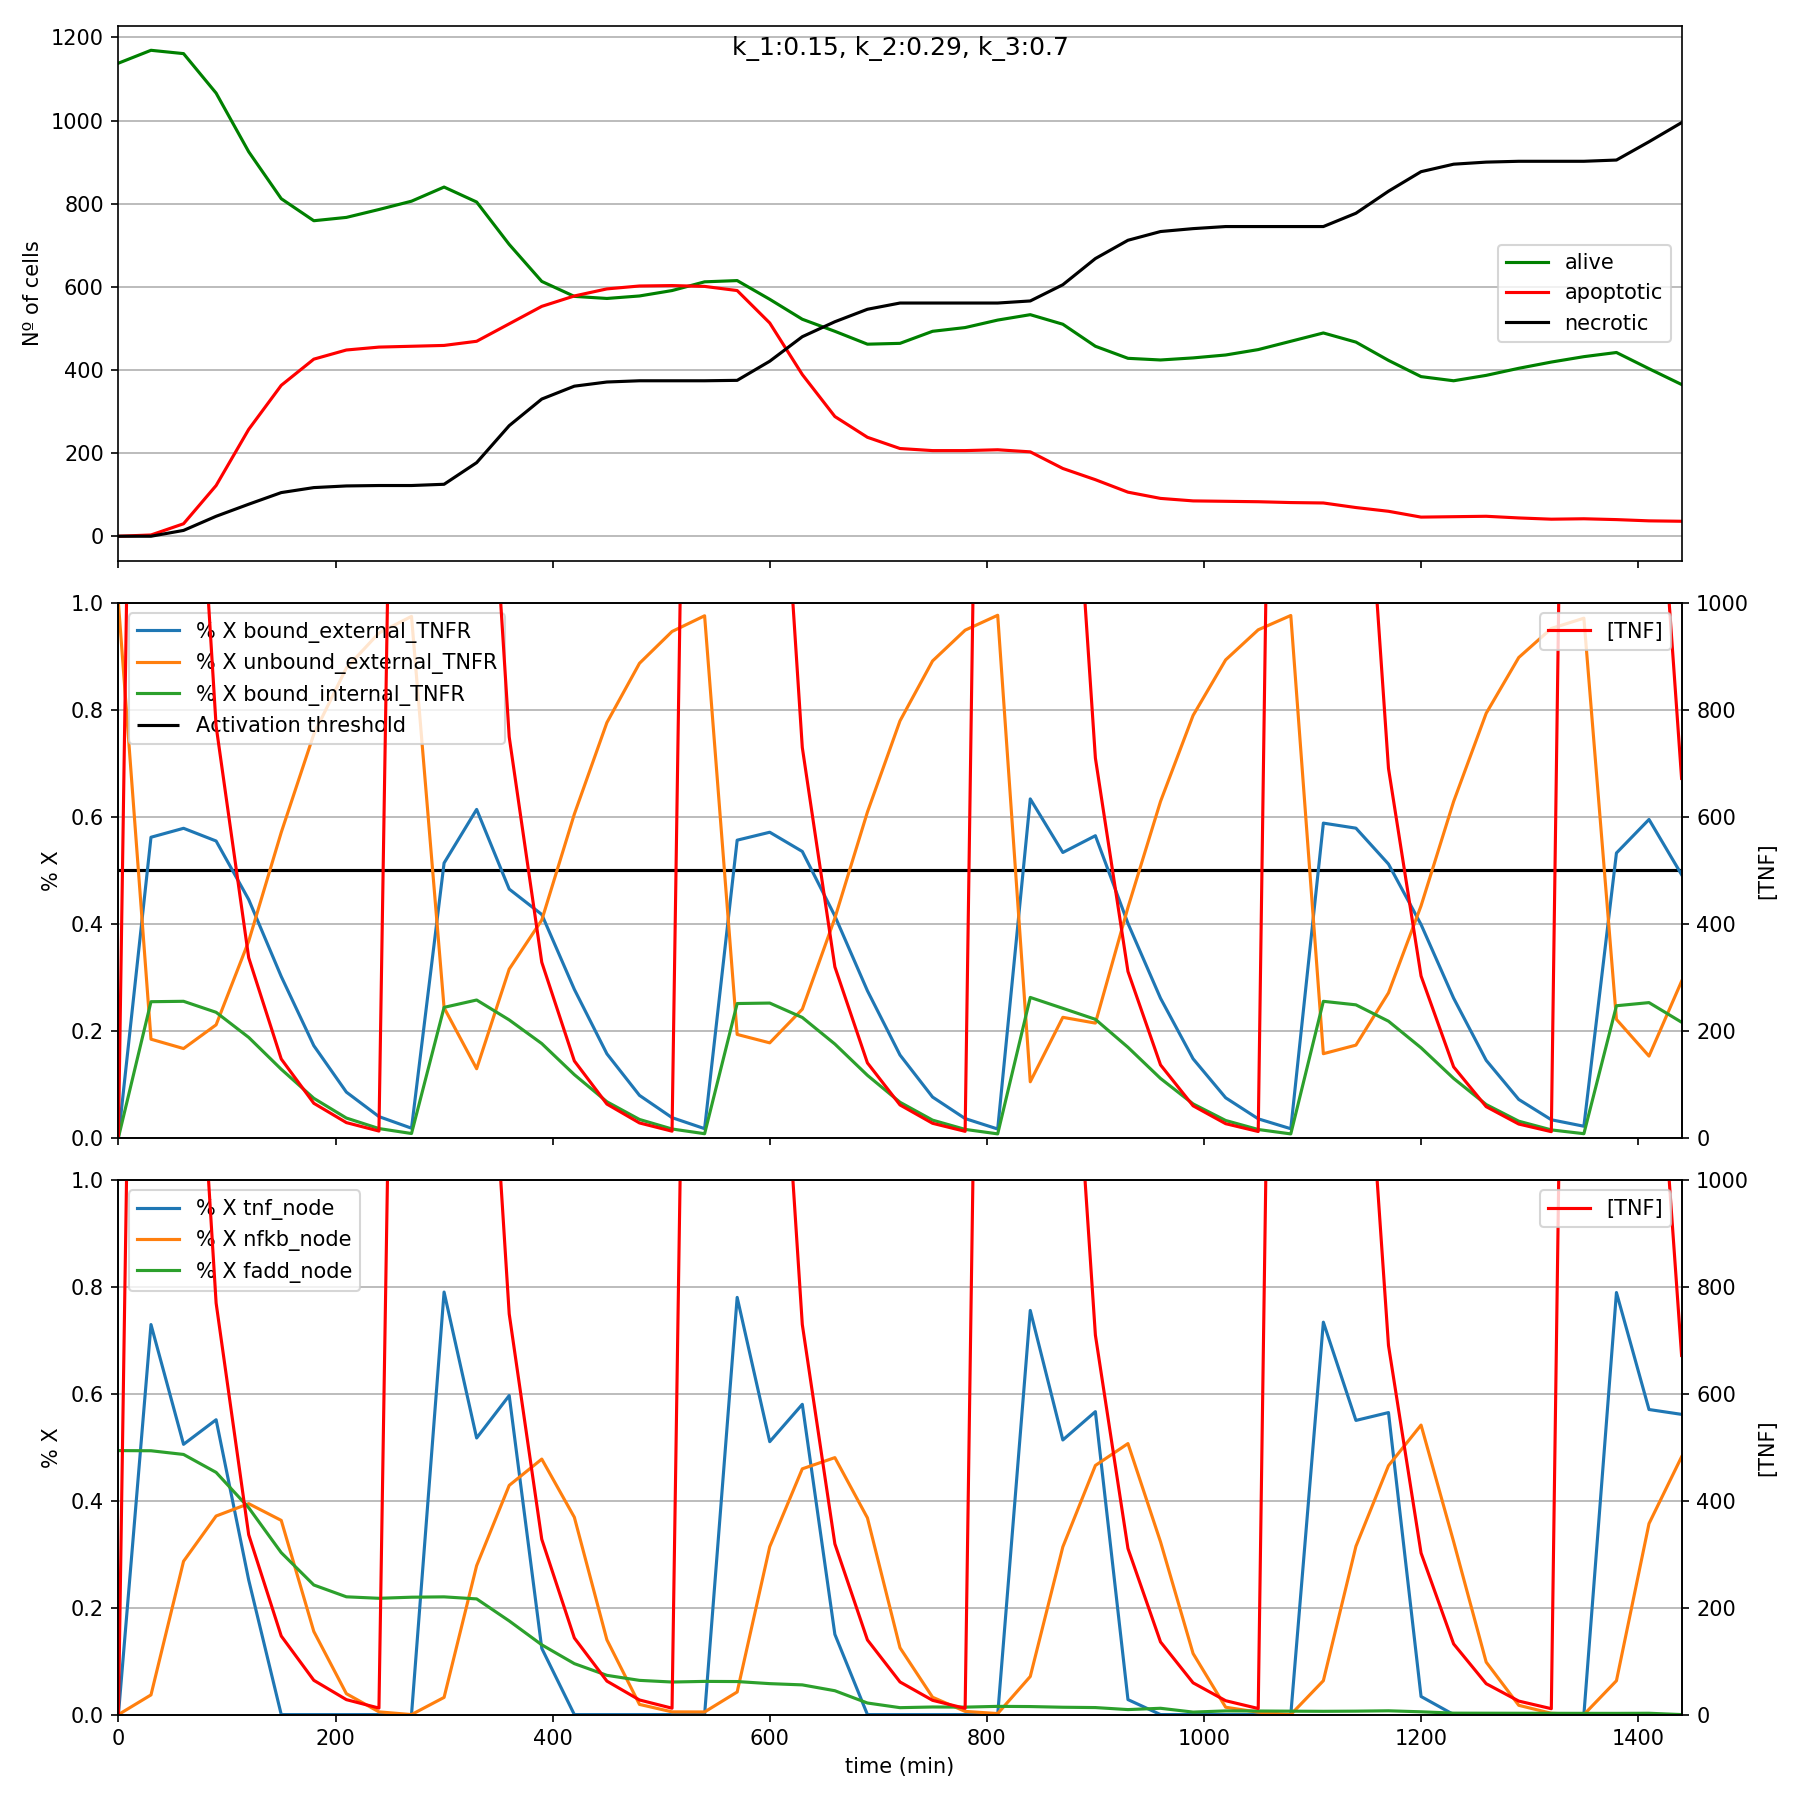 k_1:0.15, k_2:0.29, k_3:0.7
1200
1000
800
600
400
200
0
Nº of cells
alive
apoptotic
necrotic
1.0
0.8
0.6
0.4
0.2
0.0
% X
% X bound_external_TNFR
% X unbound_external_TNFR
% X bound_internal_TNFR
Activation threshold
[TNF]
1000
800
600
400
200
0
[TNF]
1.0
0.8
0.6
0.4
0.2
0.0
% X
% X tnf_node
% X nfkb_node
% X fadd_node
[TNF]
1000
800
600
400
200
0
[TNF]
0 200 400 600 800 1000 1200 1400
time (min)